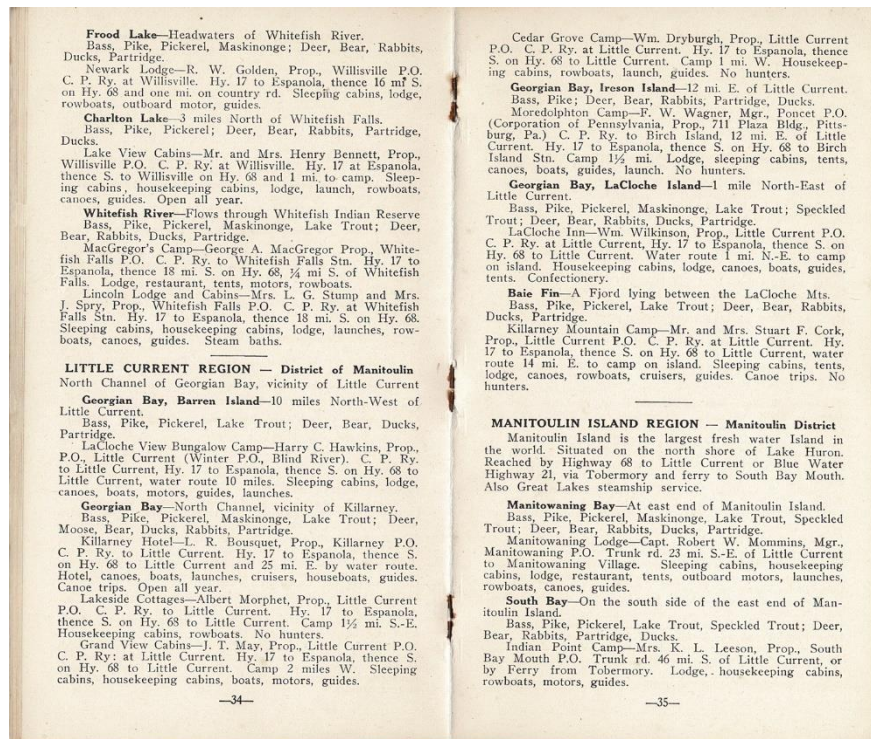 Frood Lake—Headwaters of Whitefish River.
Bass, Pike, Pickerel, Maskinonge; Deer, Bear, Rabbits,
Ducks, Partridge.
Newark Lodge—R. W. Golden, Prop., Willisville P.O.
C. P. Ry. at Willisville. Hy. 17 to Espanola, thence 16 mi S.
on Hy. 68 and one mi. on country rd. Sleeping cabins, lodge,
rowboats, outboard motor, guides.
Charlton Lake—3 miles North of Whitefish Falls.
Bass, Pike, Pickerel; Deer, Bear, Rabbits, Partridge,
Ducks.
Lake View Cabins—Mr. and Mrs. Henry Bennett, Prop.,
Willisville P.O. C. P. Ry. at Willisville. Hy. 17 at Espanola,
thence S. to Willisville on Hy. 68 and 1 mi. to camp. Sleep-
ing cabins, housekeeping cabins, lodge, launch, rowboats,
canoes, guides. Open all year.
Whitefish River—Flows through Whitefish Indian Reserve
Bass, Pike, Pickerel, Maskinonge, Lake Trout; Deer,
Bear, Rabbits, Ducks, Partridge.
MacGregor's Camp—George A. MacGregor Prop., White-
fish Falls P.O. C. P. Ry. to Whitefish Stn. Hy. 17 to
Espanola, thence 18 mi. S. on Hy. 68, ¼ mi S. of Whitefish
Falls. Lodge, restaurant, tents, motors, rowboats.
Lincoln Lodge and Cabins—Mrs. L. G. Stump and Mrs.
J. Spry, Prop., Whitefish Falls P.O. C. P. Ry. at Whitefish
Falls Stn. Hy. 17 to Espanola, thence 18 mi. S. on Hy. 68.
Sleeping cabins, housekeeping cabins, lodge, launches, row-
boats, canoes, guides. Steam baths.
LITTLE CURRENT REGION — District of Manitoulin
North Channel of Georgian Bay, vicinity of Little Current
Georgian Bay, Barren Island—10 miles North-West of
Little Current.
Bass, Pike, Pickerel, Lake Trout; Deer, Bear, Ducks,
Partridge.
LaCloche View Bungalow Camp—Harry C. Hawkins, Prop.,
P.O., Little Current (Winter P.O., Blind River). C. P. Ry.
to Little Current, Hy. 17 to Espanola, thence S. on Hy. 68 to
Little Current, water route 10 miles. Sleeping cabins, lodge,
canoes, boats, motors, guides, launches.
Georgian Bay—North Channel, vicinity of Killarney.
Bass, Pike, Pickerel, Maskinonge, Lake Trout; Deer,
Moose, Bear, Ducks, Rabbits, Partridge.
Killarney Hotel—L. R. Bousquet, Prop., Killarney P.O.
C. P. Ry. to Little Current. Hy. 17 to Espanola, thence S.
on Hy. 68 to Little Current and 25 mi. E. by water route.
Hotel, canoes, boats, launches, cruisers, houseboats, guides.
Canoe trips. Open all year.
Lakeside Cottages—Albert Morphet, Prop., Little Current
P.O. C. P. Ry. to Little Current. Hy. 17 to Espanola,
thence S. on Hy. 68 to Little Current. Camp 1½ mi. S.-E.
Housekeeping cabins, rowboats. No hunters.
Grand View Cabins—J. T. May, Prop., Little Current P.O.
C. P. Ry: at Little Current. Hy. 17 to Espanola, thence S.
on Hy. 68 to Little Current. Camp 2 miles W. Sleeping
cabins, housekeeping cabins, boats, motors, guides.
—34—
Cedar Grove Camp—Wm. Dryburgh, Prop., Little Current
P.O. C. P. Ry. at Little Current. Hy. 17 to Espanola, thence
S. on Hy. 68 to Little Current. Camp 1 mi. W. Housekeep-
ing cabins, rowboats, launch, guides. No hunters.
Georgian Bay, Ireson Island—12 mi. E. of Little Current.
Bass, Pike; Deer, Bear, Rabbits, Partridge, Ducks.
Moredolphton Camp—F. W. Wagner, Mgr., Poncet P.O.
(Corporation of Pennsylvania, Prop., 711 Plaza Bldg., Pitts-
burg, Pa.) C. P. Ry. to Birch Island, 12 mi. E. of Little
Current. Hy. 17 to Espanola, thence S. on Hy. 68 to Birch
Island Stn. Camp 1½ mi. Lodge, sleeping cabins, tents,
canoes, boats, guides, launch. No hunters.
Georgian Bay, LaCloche Island—1 mile North-East of
Little Current.
Bass, Pike, Pickerel, Maskinonge, Lake Trout; Speckled
Trout; Deer, Bear, Rabbits, Ducks, Partridge.
LaCloche Inn—Wm. Wilkinson, Prop., Little Current P.O.
C. P. Ry. at Little Current, Hy. 17 to Espanola, thence S. on
Hy. 68 to Little Current. Water route 1 mi. N.-E. to camp
on island. Housekeeping cabins, lodge, canoes, boats, guides,
tents. Confectionery.
Baie Fin—A Fjord lying between the LaCloche Mts.
Bass, Pike, Pickerel, Lake Trout; Deer, Bear, Rabbits,
Ducks, Partridge.
Killarney Mountain Camp—Mr. and Mrs. Stuart F. Cork,
Prop., Little Current P.O. C. P. Ry. at Little Current. Hy.
17 to Espanola, thence S. on Hy. 68 to Little Current, water
route 14 mi. E. to camp on island. Sleeping cabins, tents,
lodge, canoes, rowboats, cruisers, guides. Canoe trips. No
hunters.
MANITOULIN ISLAND REGION — Manitoulin District
Manitoulin Island is the largest fresh water Island in
the world. Situated on the north shore of Lake Huron.
Reached by Highway 68 to Little Current or Blue Water
Highway 21, via Tobermory and ferry to South Bay Mouth.
Also Great Lakes steamship service.
Manitowaning Bay—At east end of Manitoulin Island.
Bass, Pike, Pickerel, Maskinonge, Lake Trout, Speckled
Trout; Deer, Bear, Rabbits, Ducks, Partridge.
Manitowaning Lodge—Capt. Robert W. Mommins, Mgr.,
Manitowaning P.O. Trunk rd. 23 mi. S.-E. of Little Current
to Manitowaning Village. Sleeping cabins, housekeeping
cabins, lodge, restaurant, tents, outboard motors, launches,
rowboats, canoes, guides.
South Bay—On the south side of the east end of Man-
itoulin Island.
Bass, Pike, Pickerel, Lake Trout, Speckled Trout; Deer,
Bear, Rabbits, Partridge, Ducks.
Indian Point Camp—Mrs. K. L. Leeson, Prop., South
Bay Mouth P.O. Trunk rd. 46 mi. S. of Little Current, or
by Ferry from Tobermory. Lodge, housekeeping cabins,
rowboats, motors, guides.
—35—